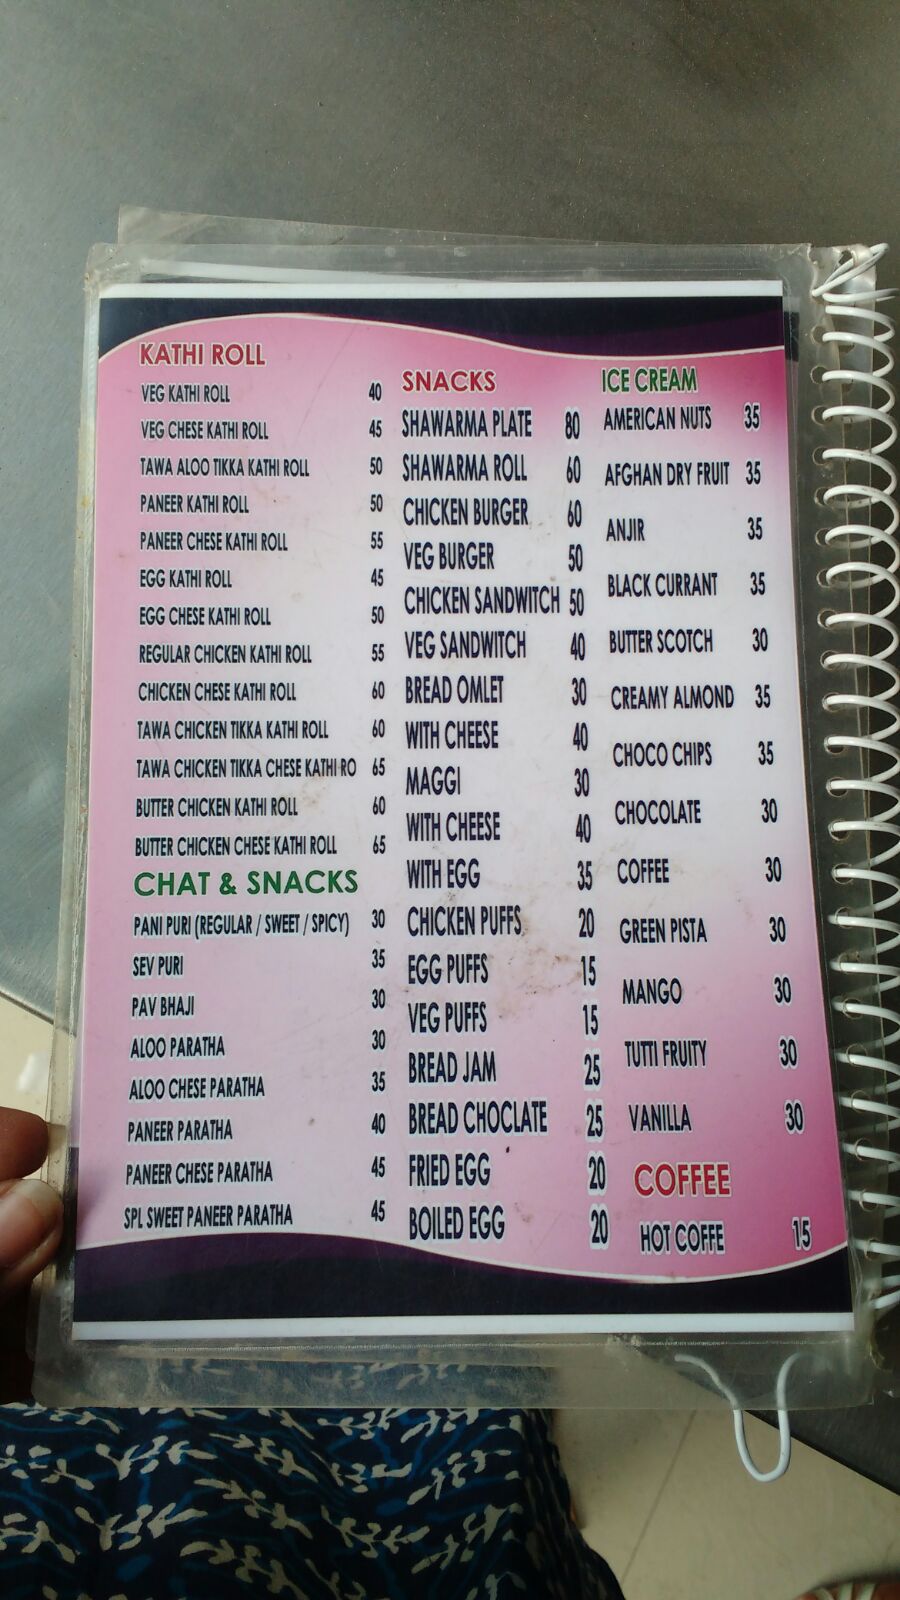 KATHI ROLL
VEG KATHI ROLL 40
VEG CHESE KATHI ROLL 45
TAWA ALOO TIKKA KATHI ROLL 50
PANEER KATHI ROLL 50
PANEER CHESE KATHI ROLL 55
EGG KATHI ROLL 45
EGG CHESE KATHI ROLL 50
REGULAR CHICKEN KATHI ROLL 55
CHICKEN CHESE KATHI ROLL 60
TAWA CHICKEN TIKKA KATHI ROLL 60
TAWA CHICKEN TIKKA CHESE KATHI RO 65
BUTTER CHICKEN KATHI ROLL 60
BUTTER CHICKEN CHESE KATHI ROLL 65
CHAT & SNACKS
PANI PURI (REGULAR / SWEET / SPICY) 30
SEV PURI 35
PAV BHAJI 30
ALOO PARATHA 30
ALOO CHESE PARATHA 35
PANEER PARATHA 40
PANEER CHESE PARATHA 45
SPL SWEET PANEER PARATHA 45
SNACKS
SHAWARMA PLATE 80
SHAWARMA ROLL 60
CHICKEN BURGER 60
VEG BURGER 50
CHICKEN SANDWITCH 50
VEG SANDWITCH 40
BREAD OMLET 30
WITH CHEESE 40
MAGGI 30
WITH CHEESE 40
WITH EGG 35
CHICKEN PUFFS 20
EGG PUFFS 15
VEG PUFFS 15
BREAD JAM 25
BREAD CHOCLATE 25
FRIED EGG 20
BOILED EGG 20
ICE CREAM
AMERICAN NUTS 35
AFGHAN DRY FRUIT 35
ANJIR 35
BLACK CURRANT 35
BUTTER SCOTCH 30
CREAMY ALMOND 35
CHOCO CHIPS 35
CHOCOLATE 30
COFFEE 30
GREEN PISTA 30
MANGO 30
TUTTI FRUITY 30
VANILLA 30
COFFEE
HOT COFFE 15